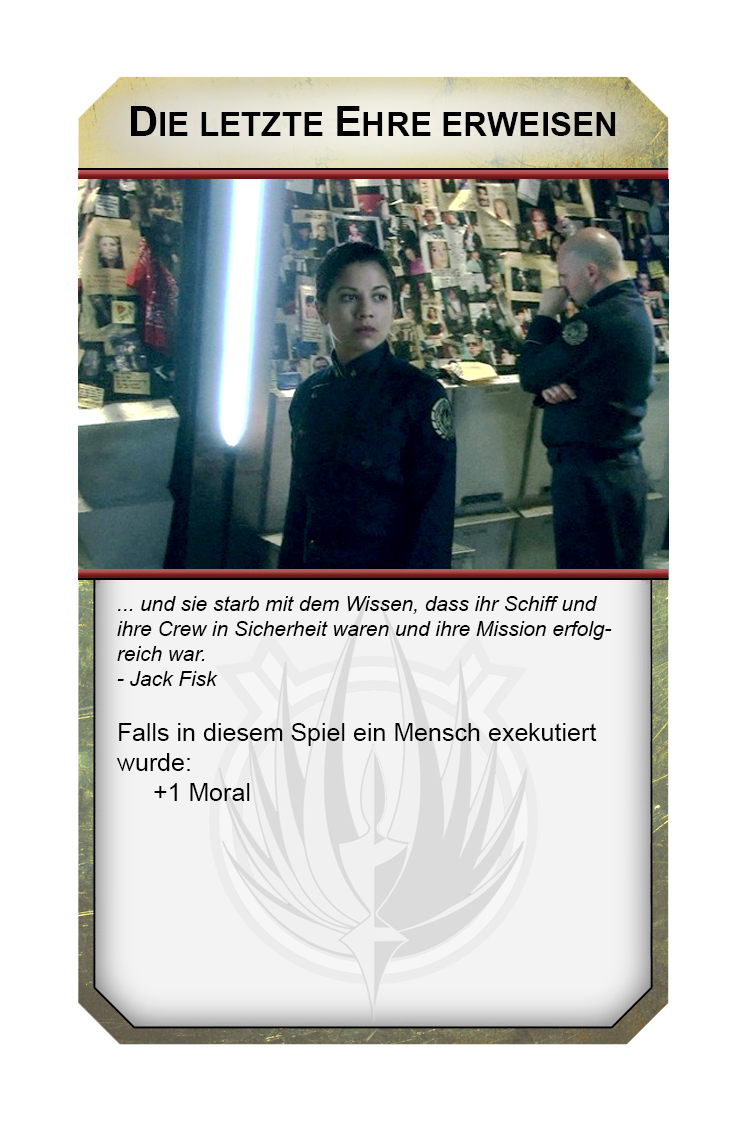 DIE LETZTE EHRE ERWEISEN
... und sie starb mit dem Wissen, dass ihr Schiff und
ihre Crew in Sicherheit waren und ihre Mission erfolg-
reich war.
- Jack Fisk
Falls in diesem Spiel ein Mensch exekutiert
wurde:
+1 Moral